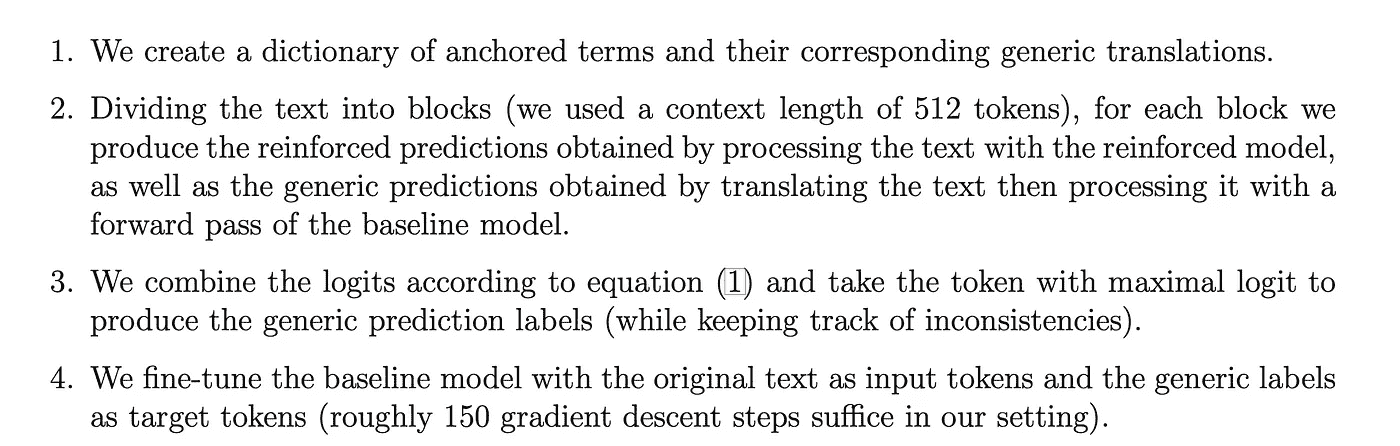 1. We create a dictionary of anchored terms and their corresponding generic translations.
2. Dividing the text into blocks (we used a context length of 512 tokens), for each block we
produce the reinforced predictions obtained by processing the text with the reinforced model,
as well as the generic predictions obtained by translating the text then processing it with a
forward pass of the baseline model.
3. We combine the logits according to equation (1) and take the token with maximal logit to
produce the generic prediction labels (while keeping track of inconsistencies).
4. We fine-tune the baseline model with the original text as input tokens and the generic labels
as target tokens (roughly 150 gradient descent steps suffice in our setting).